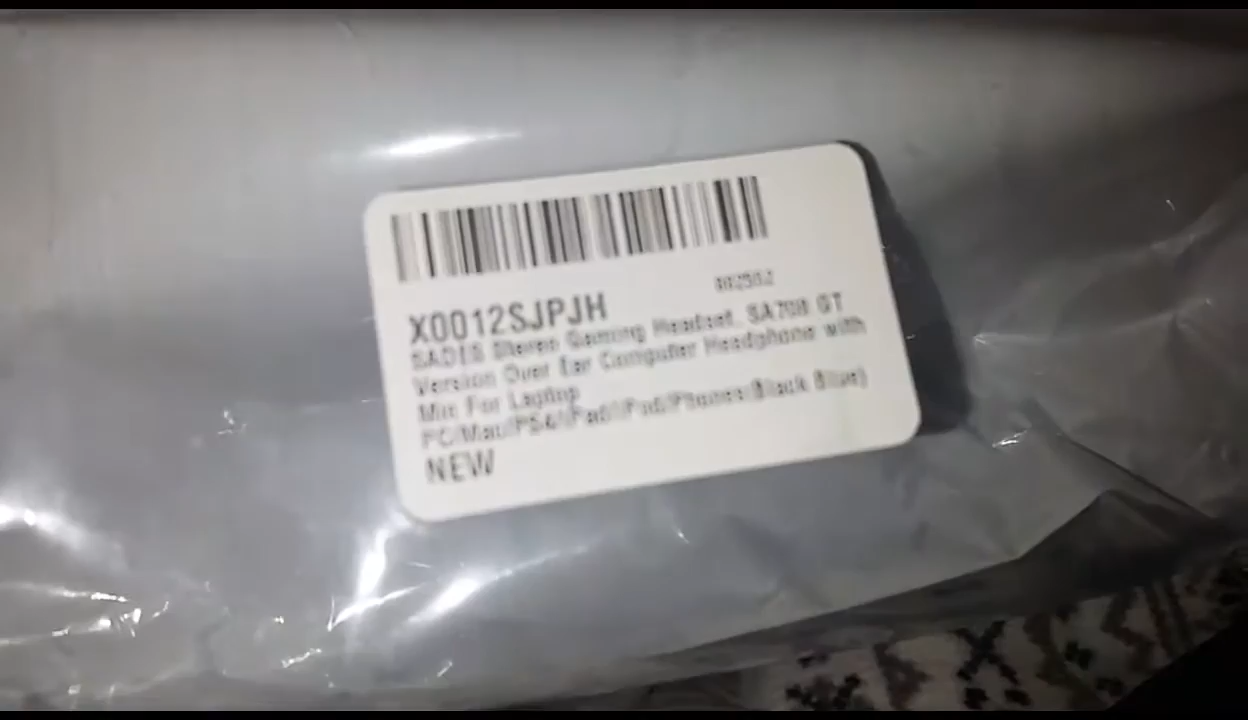 X0012SJPJH
SADES Stereo Gaming Headset, SA708 GT
Version Over Ear Computer Headphone with
Mic For Laptop
PC/Mac/PS4/iPad/iPod/Phones(Black Blue)
NEW